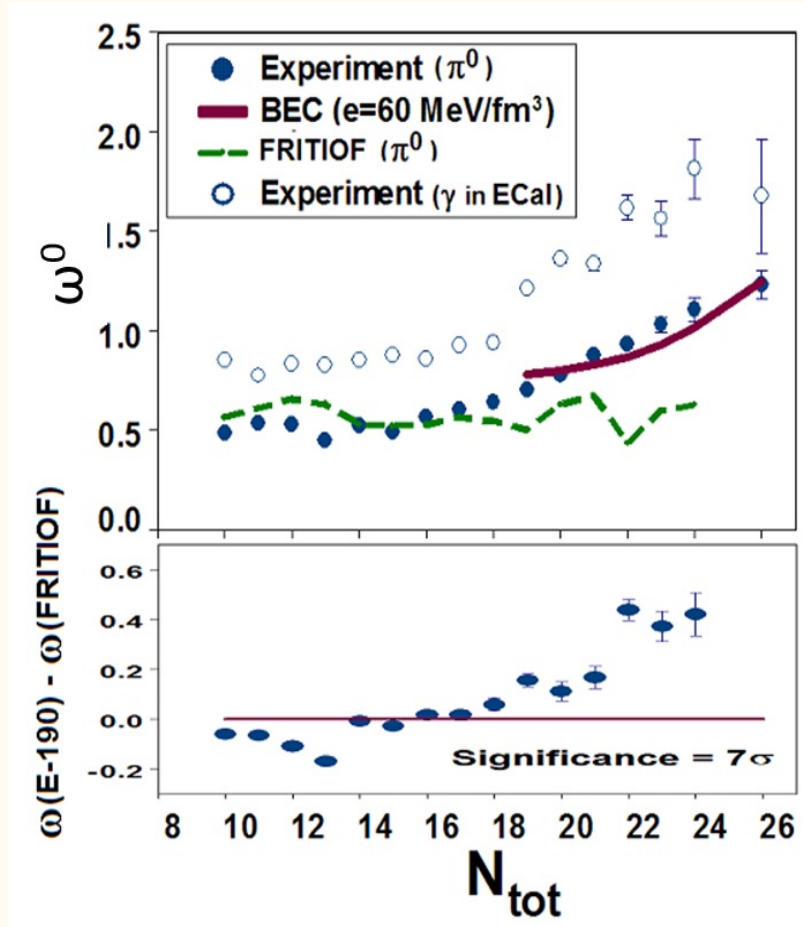 2.5
2.0
1.5
1.0
0.5
0.0
ω⁰
Experiment (π⁰)
BEC (e=60 MeV/fm³)
FRITIOF (π⁰)
Experiment (γ in ECal)
0.6
0.4
0.2
0.0
-0.2
ω(E-190) - ω(FRITIOF)
Significance = 7σ
8 10 12 14 16 18 20 22 24 26
N_tot